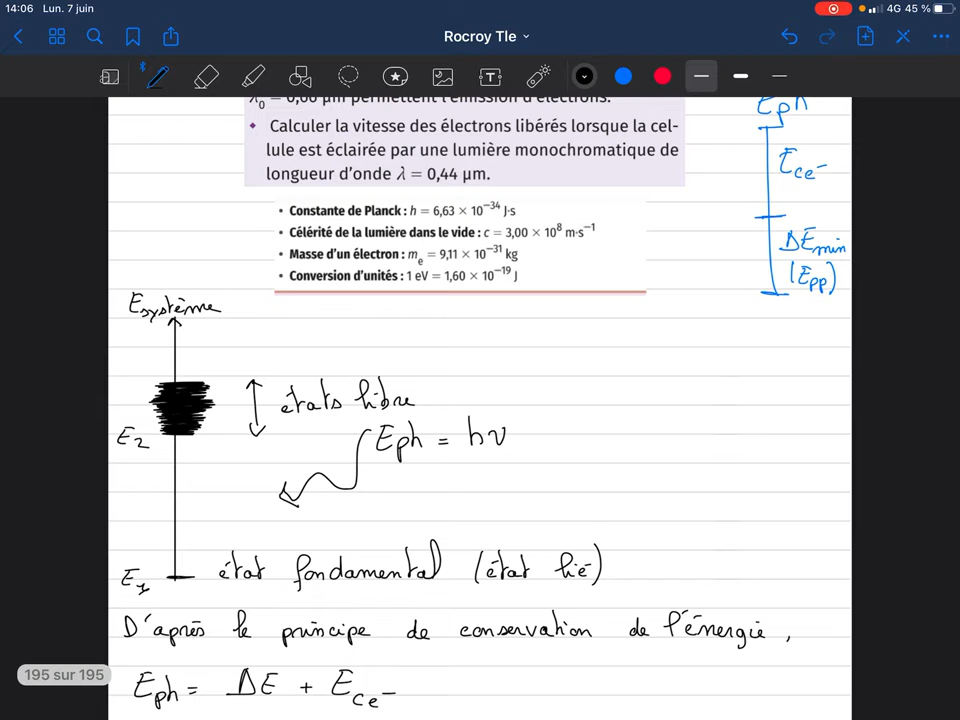 14:06 Lun. 7 juin
4G 45 %
Rocroy Tle
λ0 = 0,66 μm permettent l'émission d'électrons.
Calculer la vitesse des électrons libérés lorsque la cel-
lule est éclairée par une lumière monochromatique de
longueur d'onde λ = 0,44 μm.
• Constante de Planck : h = 6,63 × 10^-34 J·s
• Célérité de la lumière dans le vide : c = 3,00 × 10^8 m·s^-1
• Masse d'un électron : me = 9,11 × 10^-31 kg
• Conversion d'unités : 1 eV = 1,60 × 10^-19 J
Eph
Ece-
ΔEmin
(Epp)
Esystème
états libre
E2
Eph = hν
E1
état fondamental (état lié)
D'après le principe de conservation de l'énergie,
195 sur 195
Eph = ΔE + Ece-